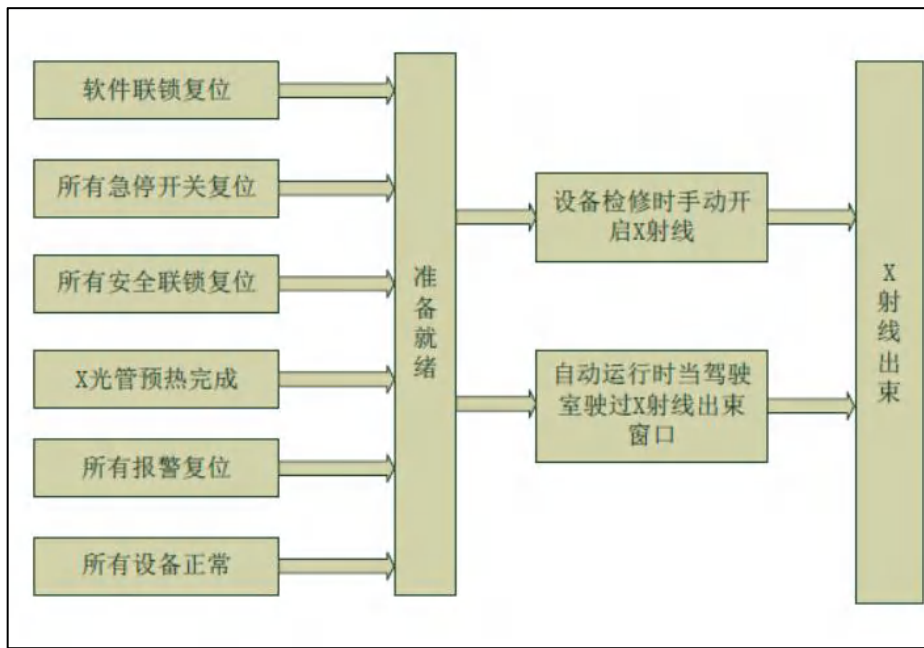 软件联锁复位
所有急停开关复位
所有安全联锁复位
X光管预热完成
所有报警复位
所有设备正常
准备就绪
设备检修时手动开
启X射线
自动运行时当驾驶
室驶过X射线出束
窗口
X射线出束